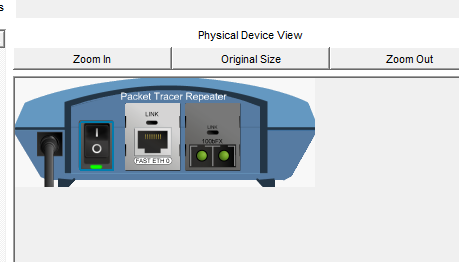 s
Physical Device View
Zoom In
Original Size
Zoom Out
Packet Tracer Repeater
LINK
LINK
100bFX
FAST ETH 0